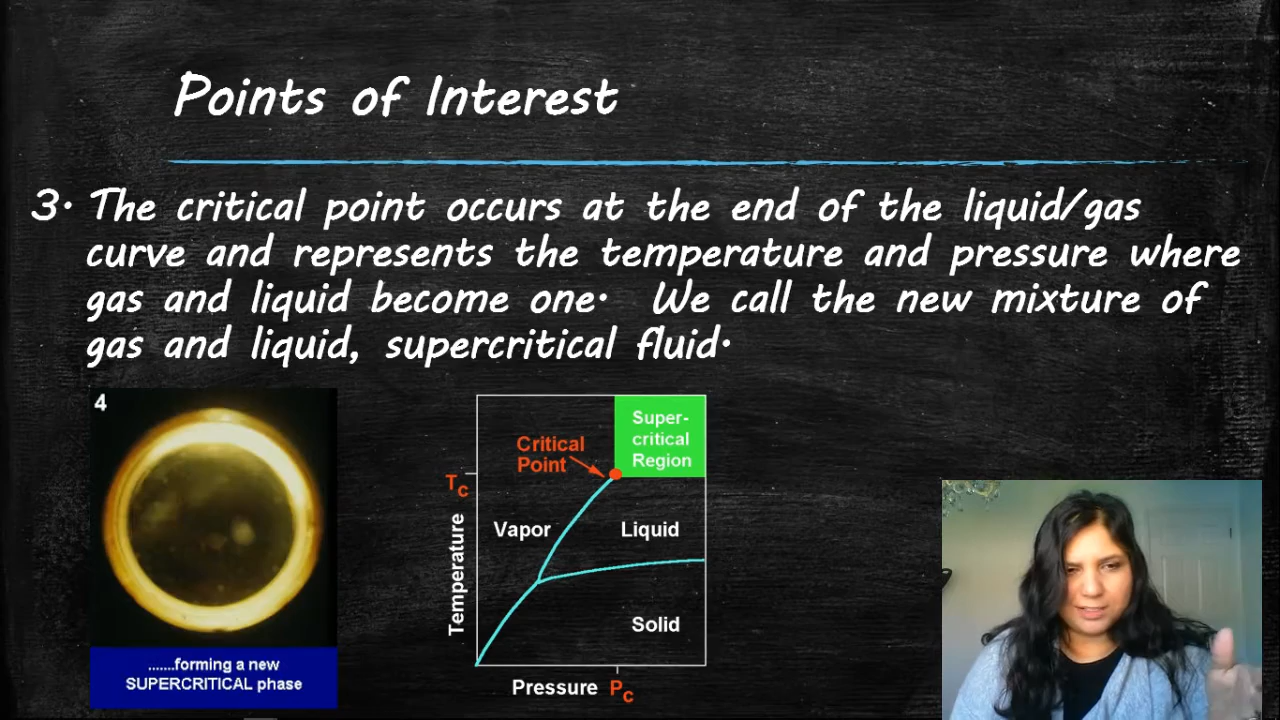 Points of Interest
3. The critical point occurs at the end of the liquid/gas
curve and represents the temperature and pressure where
gas and liquid become one. We call the new mixture of
gas and liquid, supercritical fluid.
4
.......forming a new
SUPERCRITICAL phase
Super-
critical
Region
Critical
Point
Tc
Vapor
Liquid
Temperature
Solid
Pressure Pc